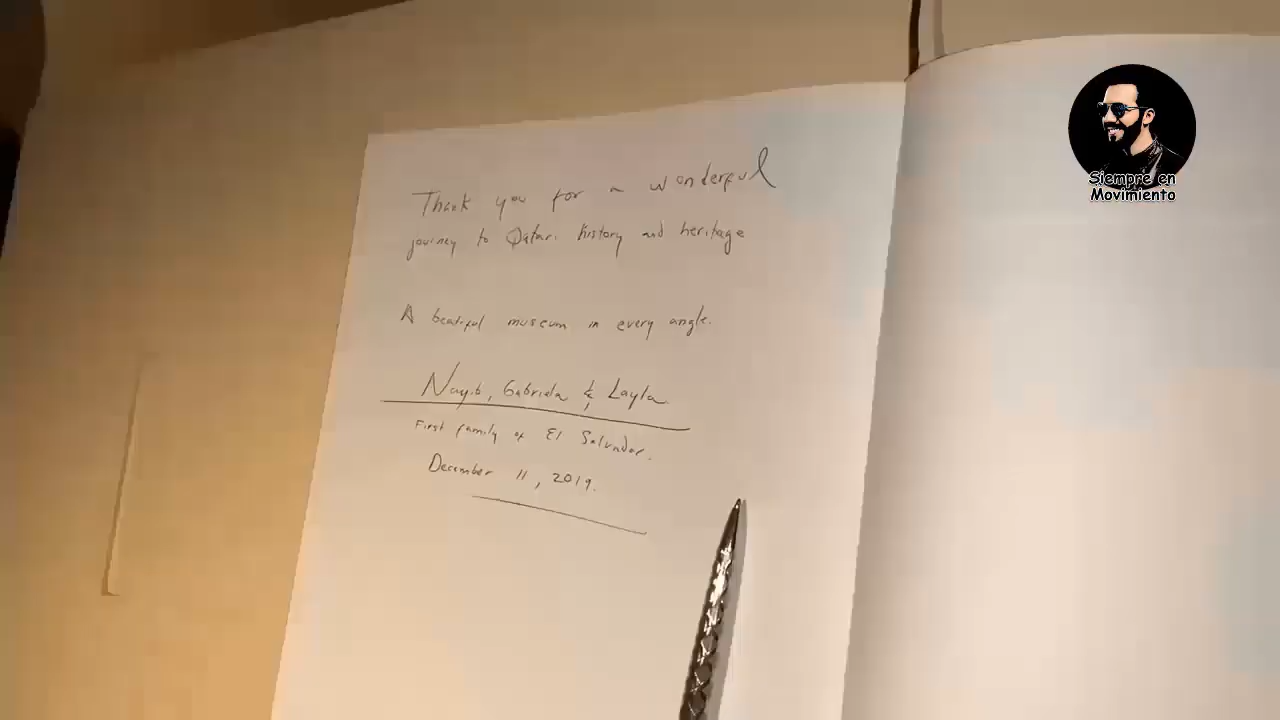 Thank you for a wonderful
journey to Qatari history and heritage
A beatiful museum in every angle.
Nayib, Gabriela & Layla.
First family of El Salvador.
December 11, 2019.
Siempre en
Movimiento